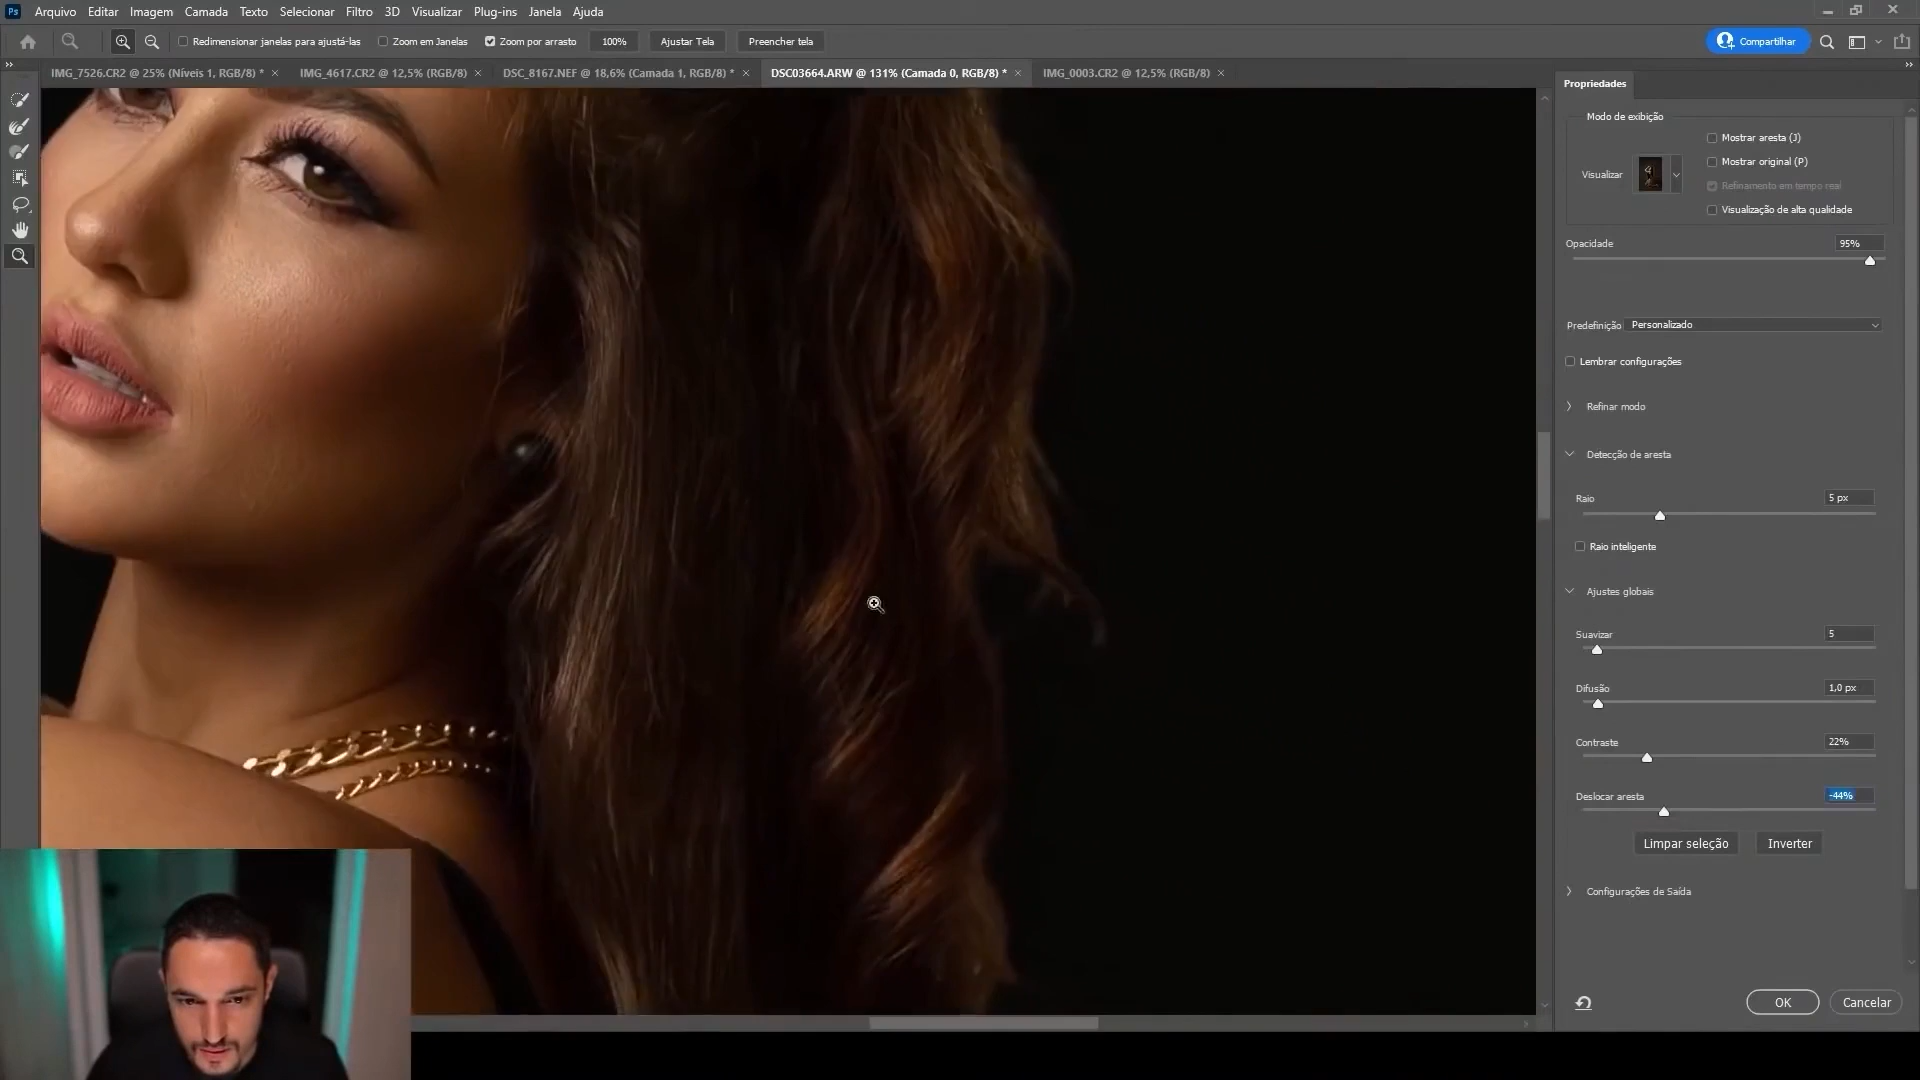 Ps Arquivo Editar Imagem Camada Texto Selecionar Filtro 3D Visualizar Plug-ins Janela Ajuda
Redimensionar janelas para ajustá-las Zoom em Janelas Zoom por arrasto 100% Ajustar Tela Preencher tela Compartilhar
IMG_7526.CR2 @ 25% (Níveis 1, RGB/8) * × IMG_4617.CR2 @ 12,5% (RGB/8) × DSC_8167.NEF @ 18,6% (Camada 1, RGB/8) * × DSC03664.ARW @ 131% (Camada 0, RGB/8) * × IMG_0003.CR2 @ 12,5% (RGB/8) ×
Propriedades
Modo de exibição
Mostrar aresta (J)
Mostrar original (P)
Visualizar
Refinamento em tempo real
Visualização de alta qualidade
Opacidade 95%
Predefinição Personalizado
Lembrar configurações
Refinar modo
Detecção de aresta
Raio 5 px
Raio inteligente
Ajustes globais
Suavizar 5
Difusão 1,0 px
Contraste 22%
Deslocar aresta -44%
Limpar seleção Inverter
Configurações de Saída
OK Cancelar